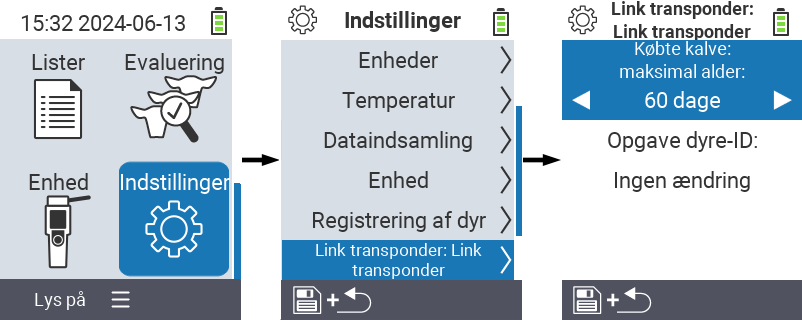 15:32 2024-06-13
Lister
Evaluering
Enhed
Indstillinger
Lys på
Indstillinger
Enheder
Temperatur
Dataindsamling
Enhed
Registrering af dyr
Link transponder: Link
transponder
+
Link transponder:
Link transponder
Købte kalve:
maksimal alder:
60 dage
Opgave dyre-ID:
Ingen ændring
+